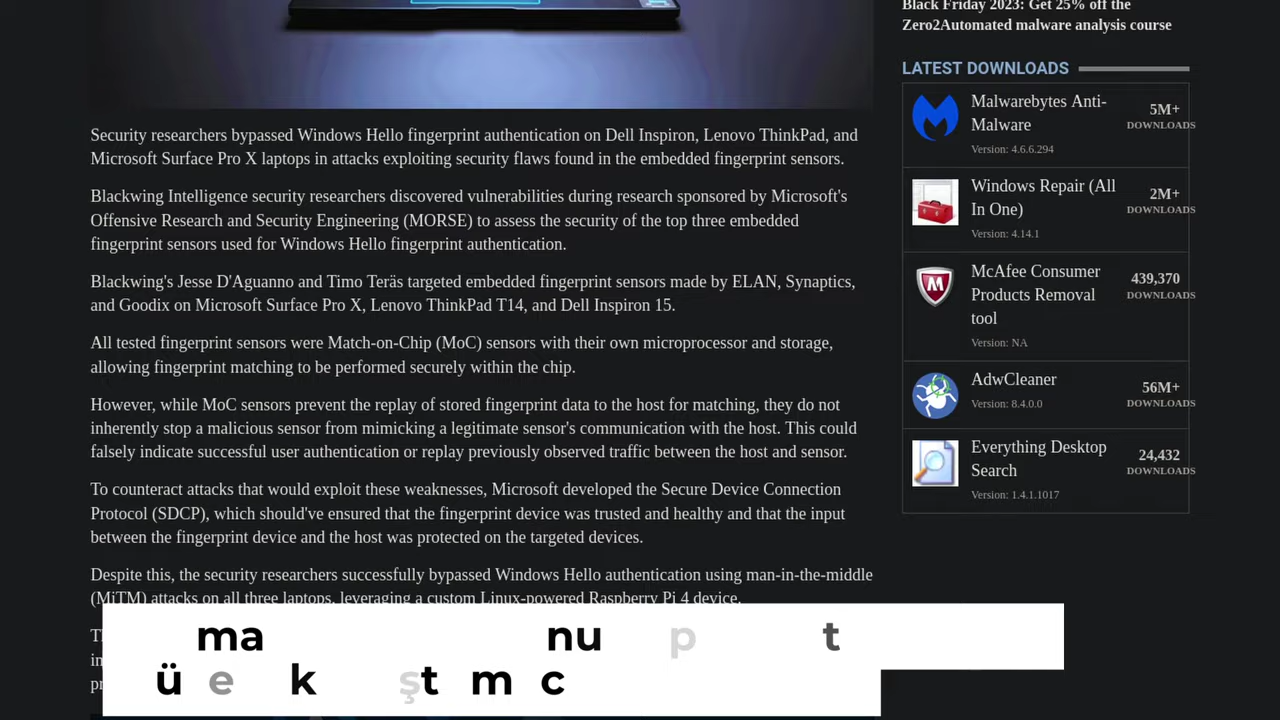 Black Friday 2023: Get 25% off the
Zero2Automated malware analysis course
LATEST DOWNLOADS
Malwarebytes Anti-
Malware
Version: 4.6.6.294
5M+
DOWNLOADS
Windows Repair (All
In One)
Version: 4.14.1
2M+
DOWNLOADS
McAfee Consumer
Products Removal
tool
Version: NA
439,370
DOWNLOADS
AdwCleaner
Version: 8.4.0.0
56M+
DOWNLOADS
Everything Desktop
Search
Version: 1.4.1.1017
24,432
DOWNLOADS
Security researchers bypassed Windows Hello fingerprint authentication on Dell Inspiron, Lenovo ThinkPad, and
Microsoft Surface Pro X laptops in attacks exploiting security flaws found in the embedded fingerprint sensors.
Blackwing Intelligence security researchers discovered vulnerabilities during research sponsored by Microsoft's
Offensive Research and Security Engineering (MORSE) to assess the security of the top three embedded
fingerprint sensors used for Windows Hello fingerprint authentication.
Blackwing's Jesse D'Aguanno and Timo Teräs targeted embedded fingerprint sensors made by ELAN, Synaptics,
and Goodix on Microsoft Surface Pro X, Lenovo ThinkPad T14, and Dell Inspiron 15.
All tested fingerprint sensors were Match-on-Chip (MoC) sensors with their own microprocessor and storage,
allowing fingerprint matching to be performed securely within the chip.
However, while MoC sensors prevent the replay of stored fingerprint data to the host for matching, they do not
inherently stop a malicious sensor from mimicking a legitimate sensor's communication with the host. This could
falsely indicate successful user authentication or replay previously observed traffic between the host and sensor.
To counteract attacks that would exploit these weaknesses, Microsoft developed the Secure Device Connection
Protocol (SDCP), which should've ensured that the fingerprint device was trusted and healthy and that the input
between the fingerprint device and the host was protected on the targeted devices.
Despite this, the security researchers successfully bypassed Windows Hello authentication using man-in-the-middle
(MiTM) attacks on all three laptops, leveraging a custom Linux-powered Raspberry Pi 4 device.
ma nu p t
ü e k şt m c